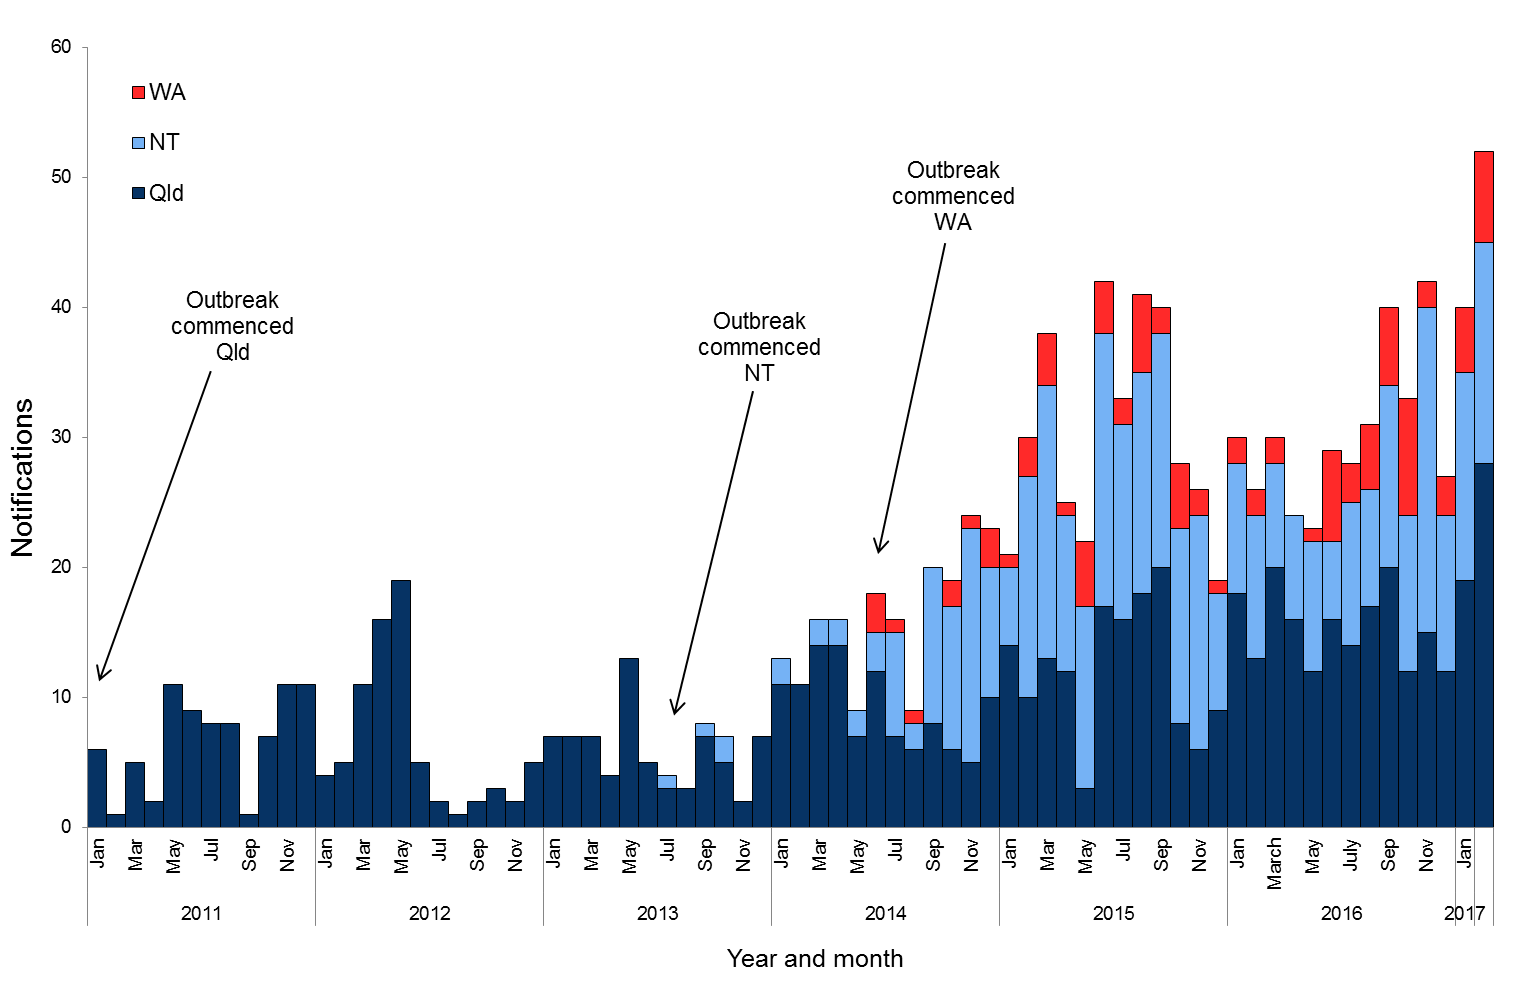 60
50
40
30
20
10
0
Notifications
WA
NT
Qld
Outbreak
commenced
Qld
Outbreak
commenced
NT
Outbreak
commenced
WA
Jan Mar May Jul Sep Nov Jan Mar May Jul Sep Nov Jan Mar May Jul Sep Nov Jan Mar May Jul Sep Nov Jan Mar May Jul Sep Nov Jan March May July Sep Nov Jan
2011 2012 2013 2014 2015 2016 2017
Year and month